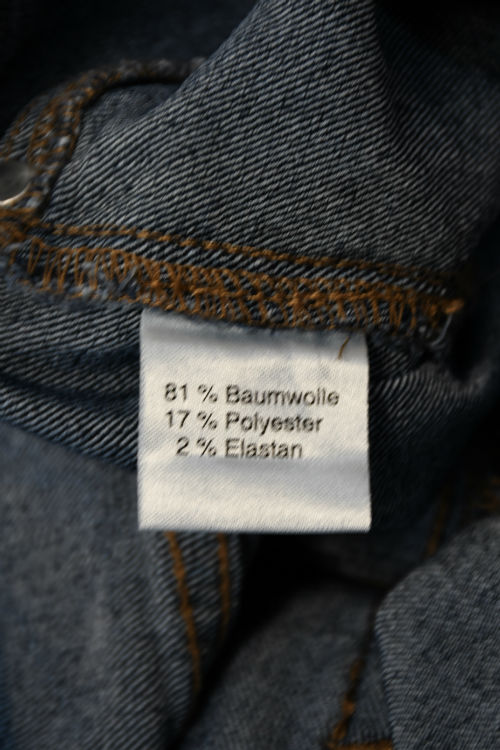 81 % Baumwolle
17 % Polyester
2 % Elastan